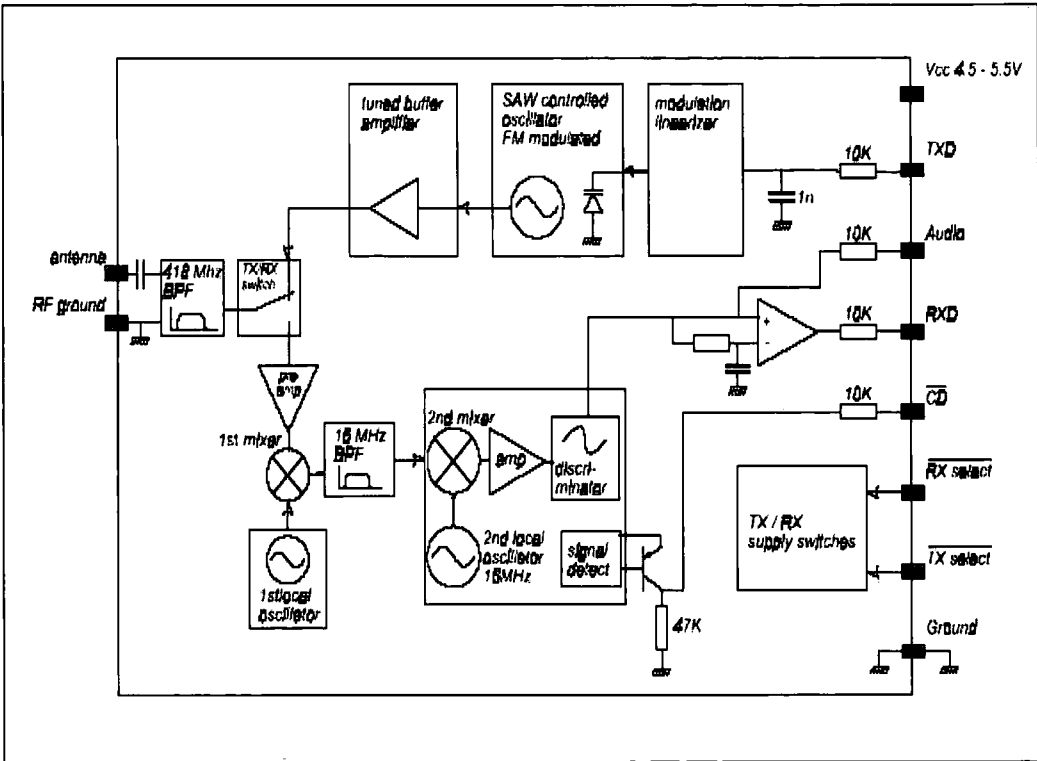 Vcc 4.5 - 5.5V
tuned buffer
amplifier
SAW controlled
oscillator
FM modulated
modulation
linearizer
10K
TXD
1n
10K
Audio
antenne
RF ground
418 Mhz
BPF
TX/RX
switch
+
-
10K
RXD
pre
amp
10K
CD
1st mixer
BPF
2nd mixer
amp
discri-
minator
RX select
TX / RX
supply switches
2nd local
oscillator
signal
detect
TX select
1st local
oscillator
47K
Ground